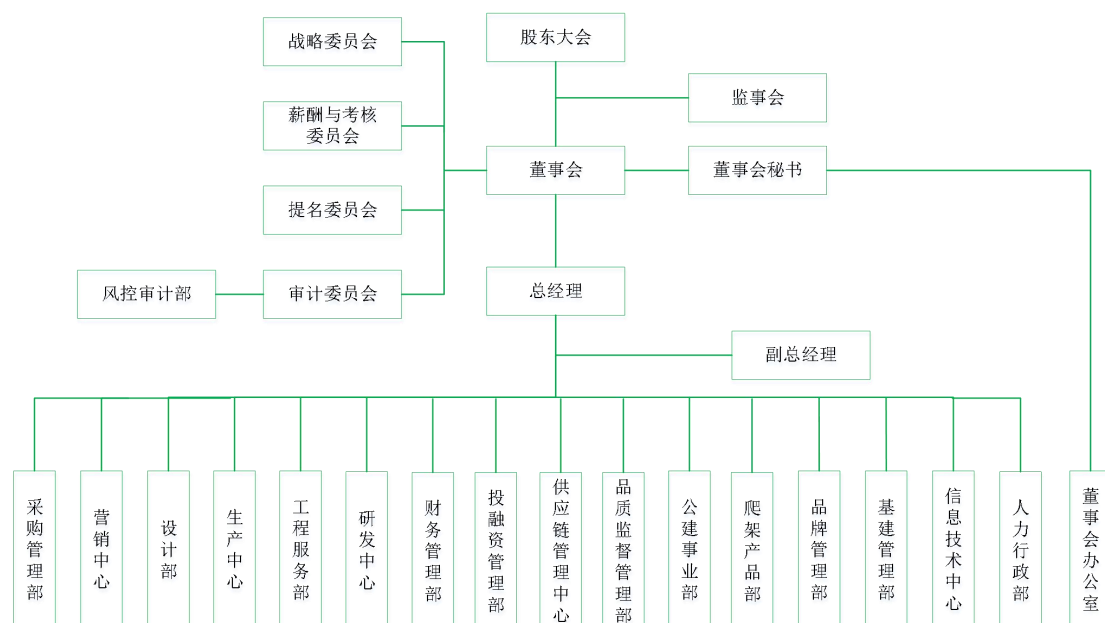 战略委员会
股东大会
监事会
薪酬与考核
委员会
董事会
董事会秘书
提名委员会
风控审计部
审计委员会
总经理
副总经理
采购管理部
营销中心
设计部
生产中心
工程服务部
研发中心
财务管理部
投融资管理部
供应链管理中心
品质监督管理部
公建事业部
爬架产品部
品牌管理部
基建管理部
信息技术中心
人力行政部
董事会办公室